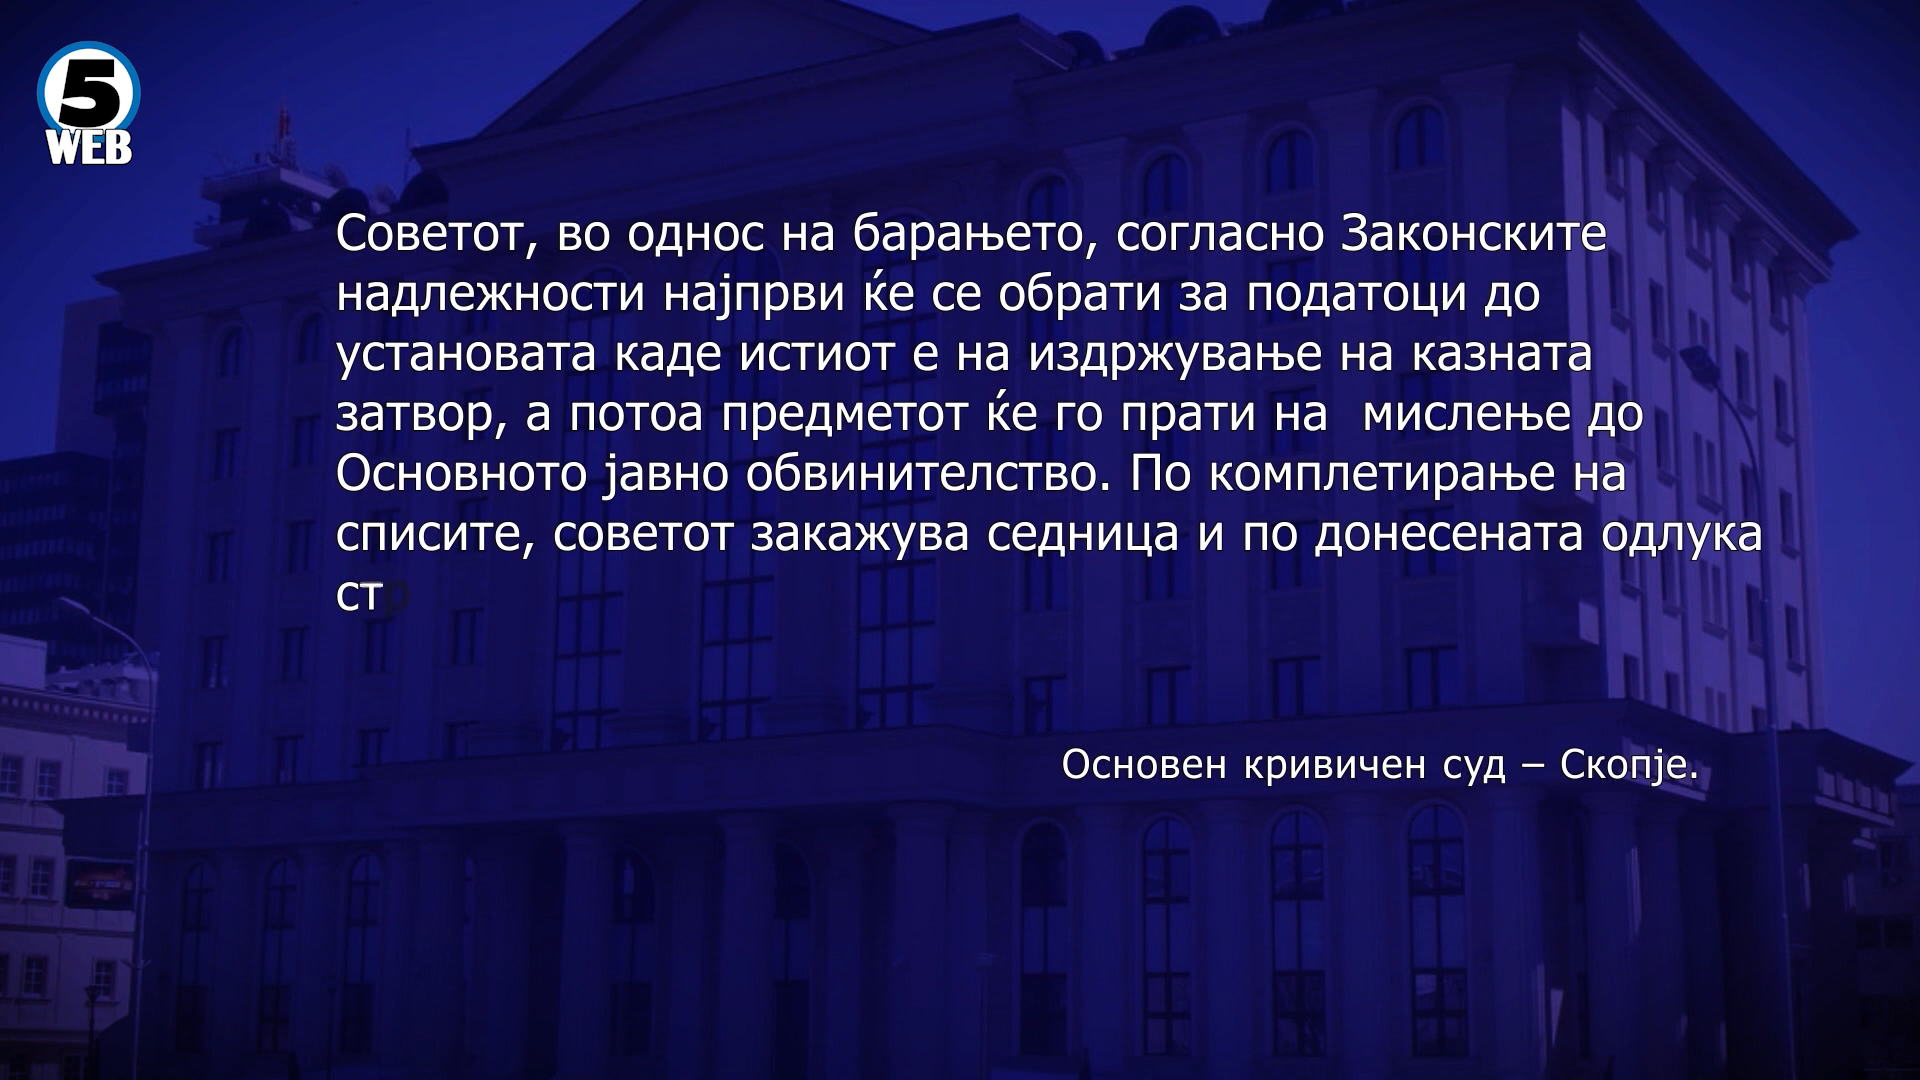 5
WEB
Советот, во однос на барањето, согласно Законските
надлежности најпрви ќе се обрати за податоци до
установата каде истиот е на издржување на казната
затвор, а потоа предметот ќе го прати на  мислење до
Основното јавно обвинителство. По комплетирање на
списите, советот закажува седница и по донесената одлука
стр
Основен кривичен суд – Скопје.